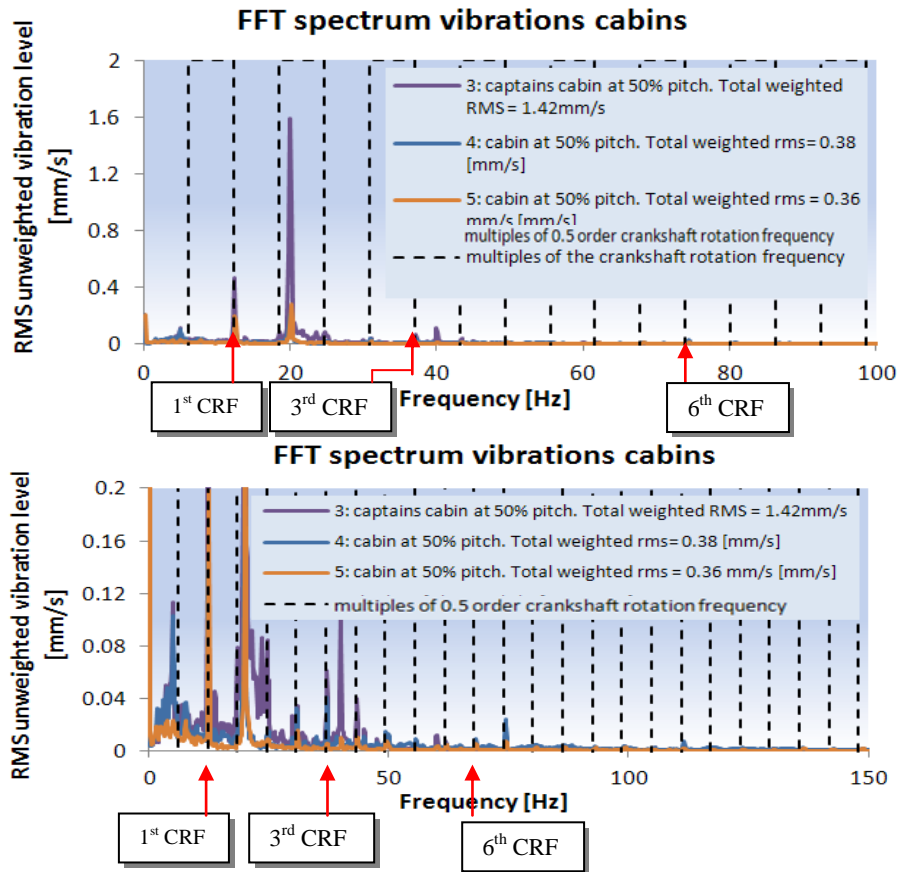 FFT spectrum vibrations cabins
RMS unweighted vibration level
[mm/s]
2
1.6
1.2
0.8
0.4
0
3: captains cabin at 50% pitch. Total weighted
RMS = 1.42mm/s
4: cabin at 50% pitch. Total weighted rms= 0.38
[mm/s]
5: cabin at 50% pitch. Total weighted rms = 0.36
mm/s [mm/s]
multiples of 0.5 order crankshaft rotation frequency
multiples of the crankshaft rotation frequency
0 20 40 60 80 100
Frequency [Hz]
1st CRF
3rd CRF
6th CRF
FFT spectrum vibrations cabins
RMS unweighted vibration level
[mm/s]
0.2
0.16
0.12
0.08
0.04
0
3: captains cabin at 50% pitch. Total weighted RMS = 1.42mm/s
4: cabin at 50% pitch. Total weighted rms= 0.38 [mm/s]
5: cabin at 50% pitch. Total weighted rms = 0.36 mm/s [mm/s]
multiples of 0.5 order crankshaft rotation frequency
0 50 100 150
Frequency [Hz]
1st CRF
3rd CRF
6th CRF